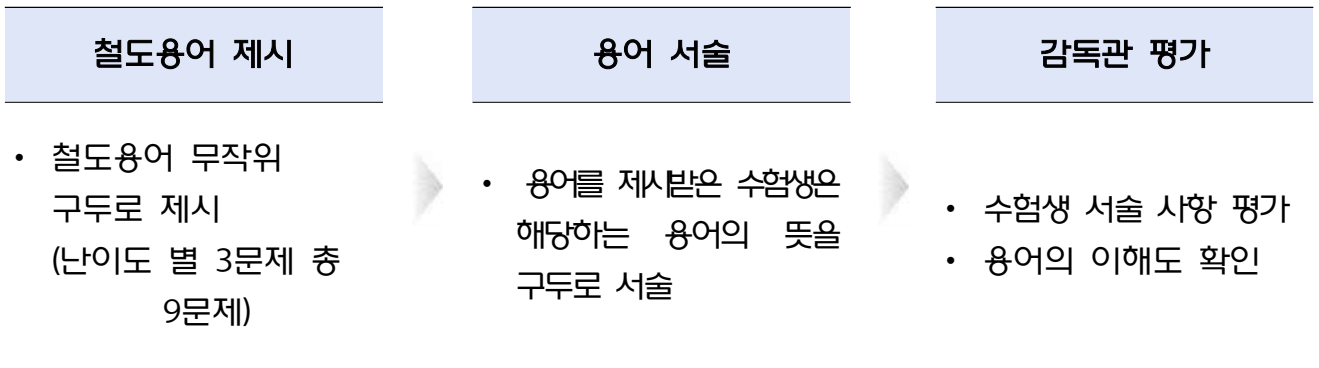 철도용어 제시
• 철도용어 무작위
구두로 제시
(난이도 별 3문제 총
9문제)
용어 서술
• 용어를 제시받은 수험생은
해당하는 용어의 뜻을
구두로 서술
감독관 평가
• 수험생 서술 사항 평가
• 용어의 이해도 확인